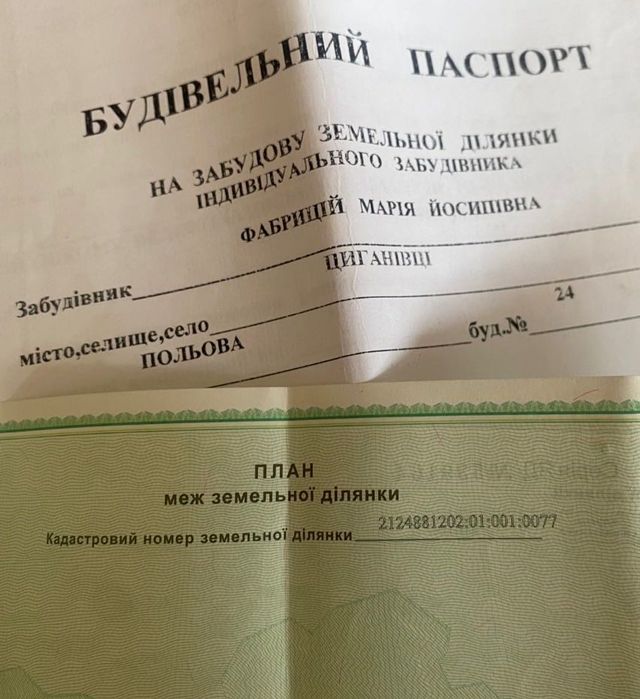 БУДІВЕЛЬНИЙ ПАСПОРТ
НА ЗАБУДОВУ ЗЕМЕЛЬНОЇ ДІЛЯНКИ
ІНДИВІДУАЛЬНОГО ЗАБУДІВНИКА
ФАБРИЦІЙ МАРІЯ ЙОСИПІВНА
Забудівник
ЦИГАНІВЦІ
місто,селище,село
24
ПОЛЬОВА
буд.№
ПЛАН
меж земельної ділянки
Кадастровий номер земельної ділянки 2124881202:01:001:0077